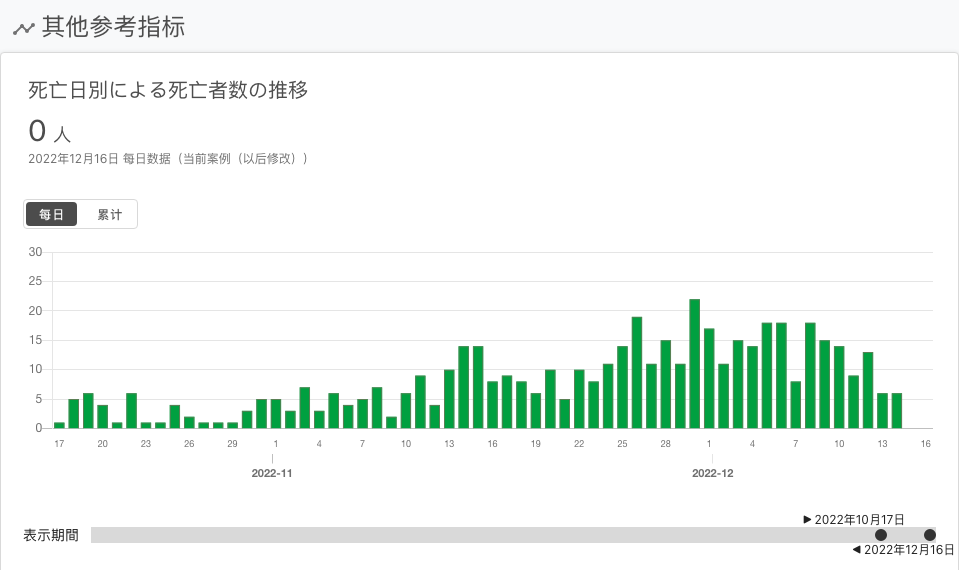 其他参考指标
死亡日別による死亡者数の推移
0 人
2022年12月16日 每日数据（当前案例（以后修改））
每日 累计
30
25
20
15
10
5
0
17 20 23 26 29 1 4 7 10 13 16 19 22 25 28 1 4 7 10 13 16
2022-11 2022-12
▶ 2022年10月17日
表示期間
◀ 2022年12月16日